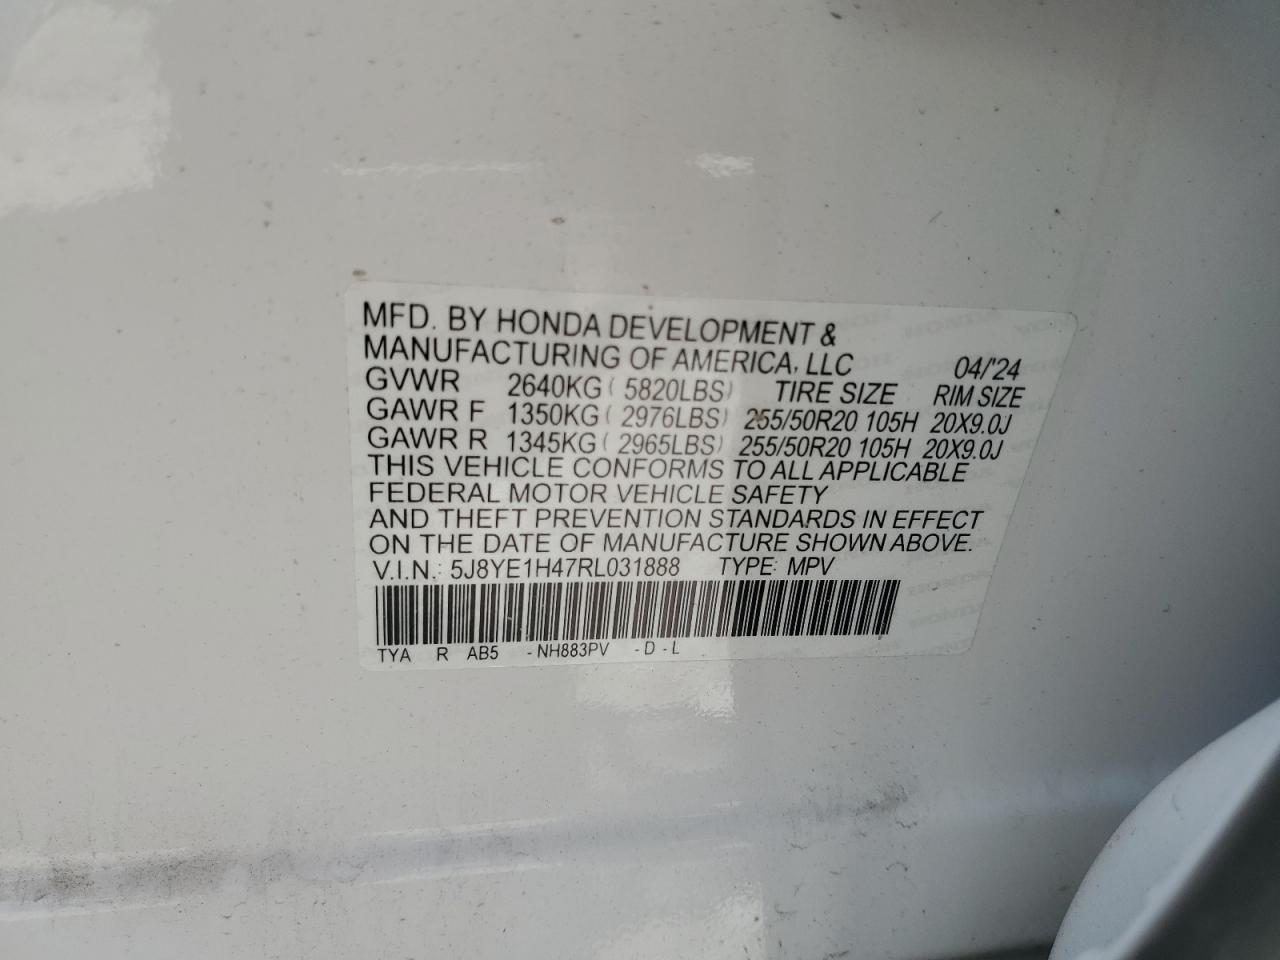 MFD. BY HONDA DEVELOPMENT &
MANUFACTURING OF AMERICA, LLC 04/'24
GVWR 2640KG ( 5820LBS) TIRE SIZE RIM SIZE
GAWR F 1350KG ( 2976LBS) 255/50R20 105H 20X9.0J
GAWR R 1345KG ( 2965LBS) 255/50R20 105H 20X9.0J
THIS VEHICLE CONFORMS TO ALL APPLICABLE
FEDERAL MOTOR VEHICLE SAFETY
AND THEFT PREVENTION STANDARDS IN EFFECT
ON THE DATE OF MANUFACTURE SHOWN ABOVE.
V.I.N.: 5J8YE1H47RL031888 TYPE: MPV
TYA R AB5 - NH883PV - D - L